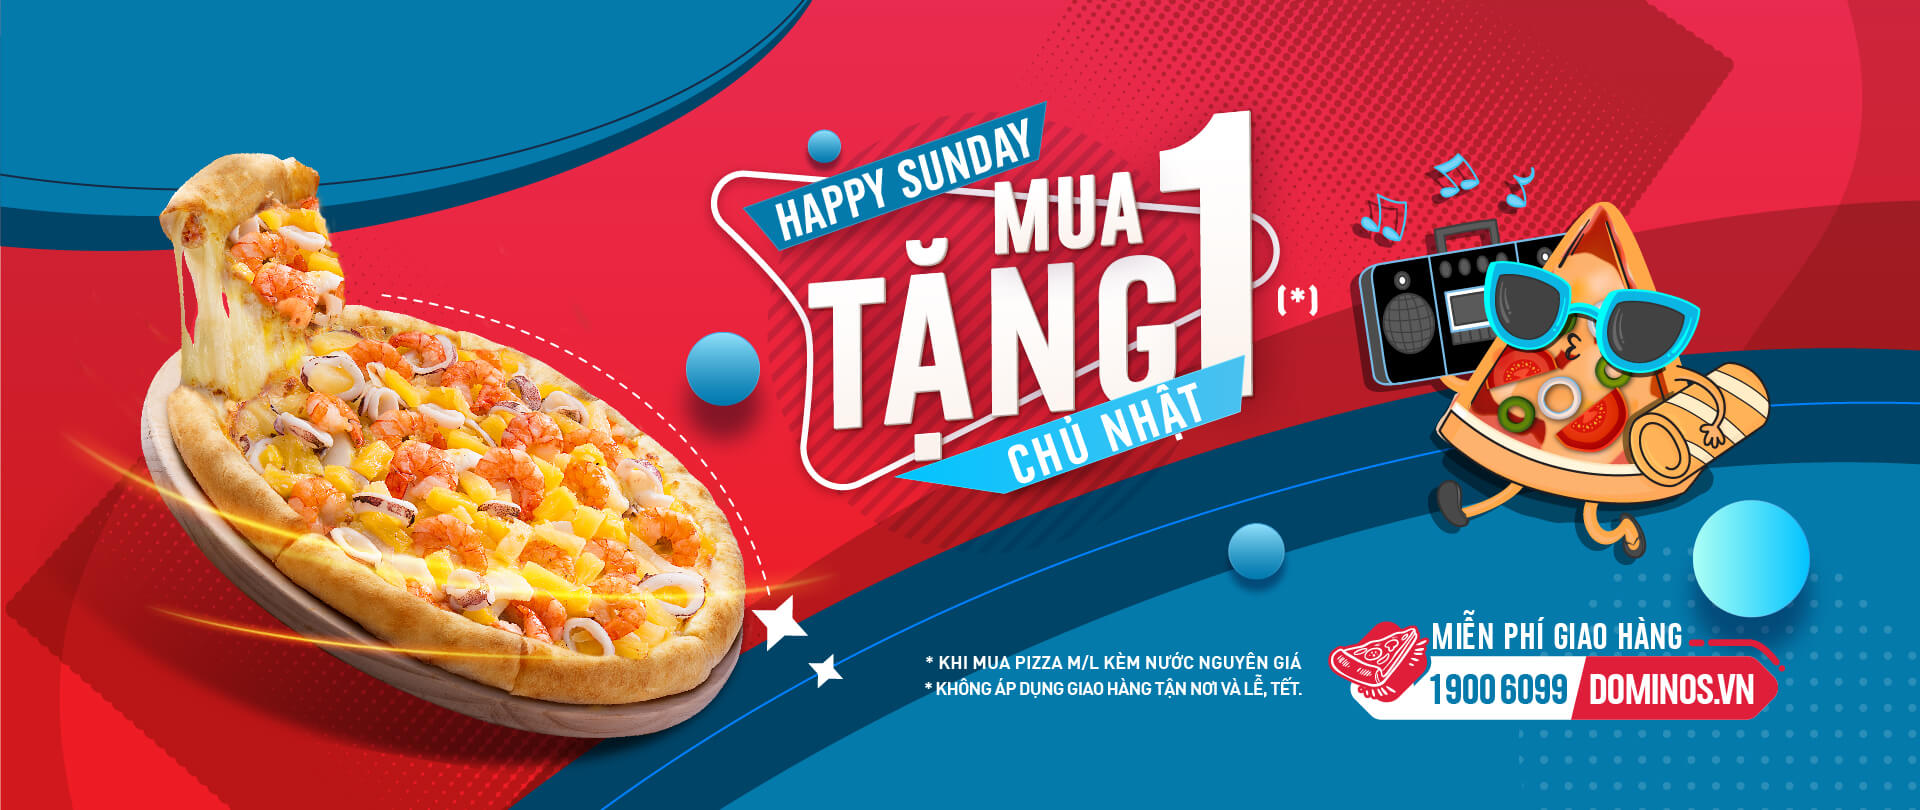 HAPPY SUNDAY
MUA 1
TẶNG 1 (*)
CHỦ NHẬT
* KHI MUA PIZZA M/L KÈM NƯỚC NGUYÊN GIÁ
* KHÔNG ÁP DỤNG GIAO HÀNG TẬN NƠI VÀ LỄ, TẾT.
MIỄN PHÍ GIAO HÀNG
1900 6099 DOMINOS.VN